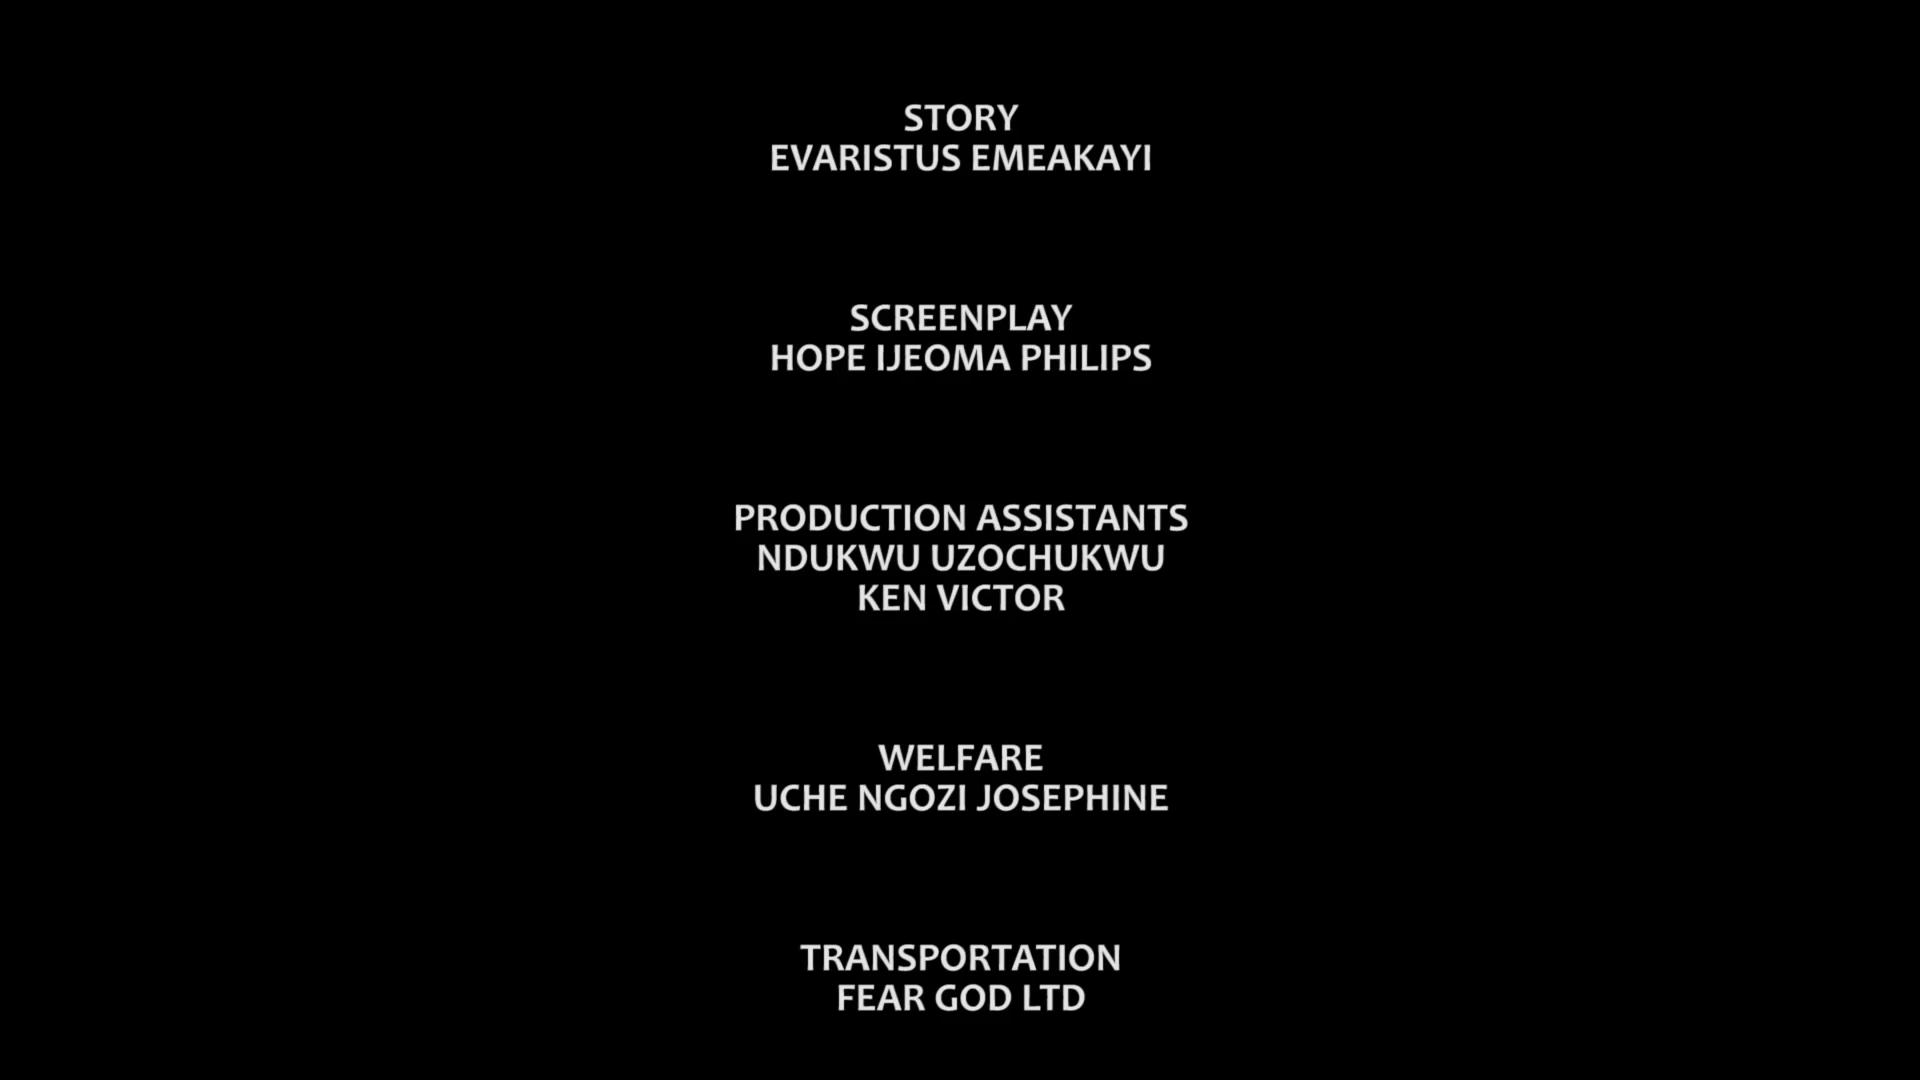 STORY
EVARISTUS EMEAKAYI
SCREENPLAY
HOPE IJEOMA PHILIPS
PRODUCTION ASSISTANTS
NDUKWU UZOCHUKWU
KEN VICTOR
WELFARE
UCHE NGOZI JOSEPHINE
TRANSPORTATION
FEAR GOD LTD